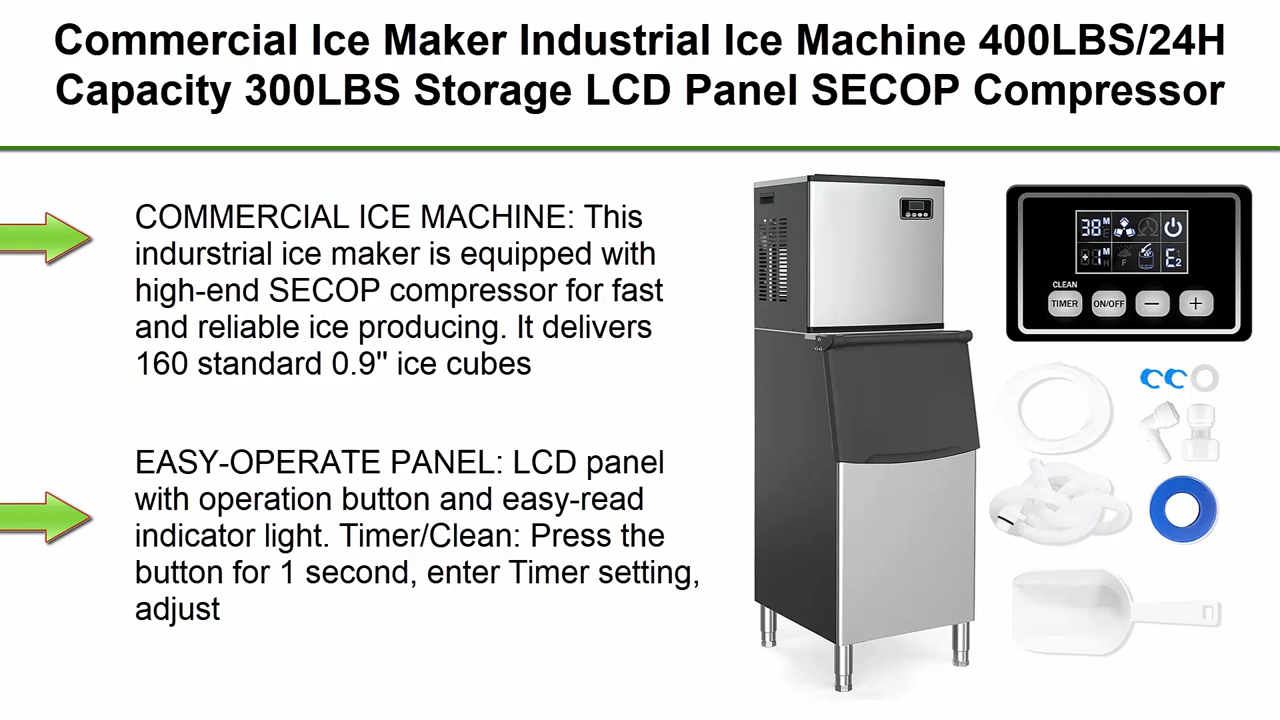 Commercial Ice Maker Industrial Ice Machine 400LBS/24H
Capacity 300LBS Storage LCD Panel SECOP Compressor
COMMERCIAL ICE MACHINE: This
indurstrial ice maker is equipped with
high-end SECOP compressor for fast
and reliable ice producing. It delivers
160 standard 0.9" ice cubes
EASY-OPERATE PANEL: LCD panel
with operation button and easy-read
indicator light. Timer/Clean: Press the
button for 1 second, enter Timer setting,
adjust
38 M
+1 M
F
E2
CLEAN
TIMER ON/OFF − +